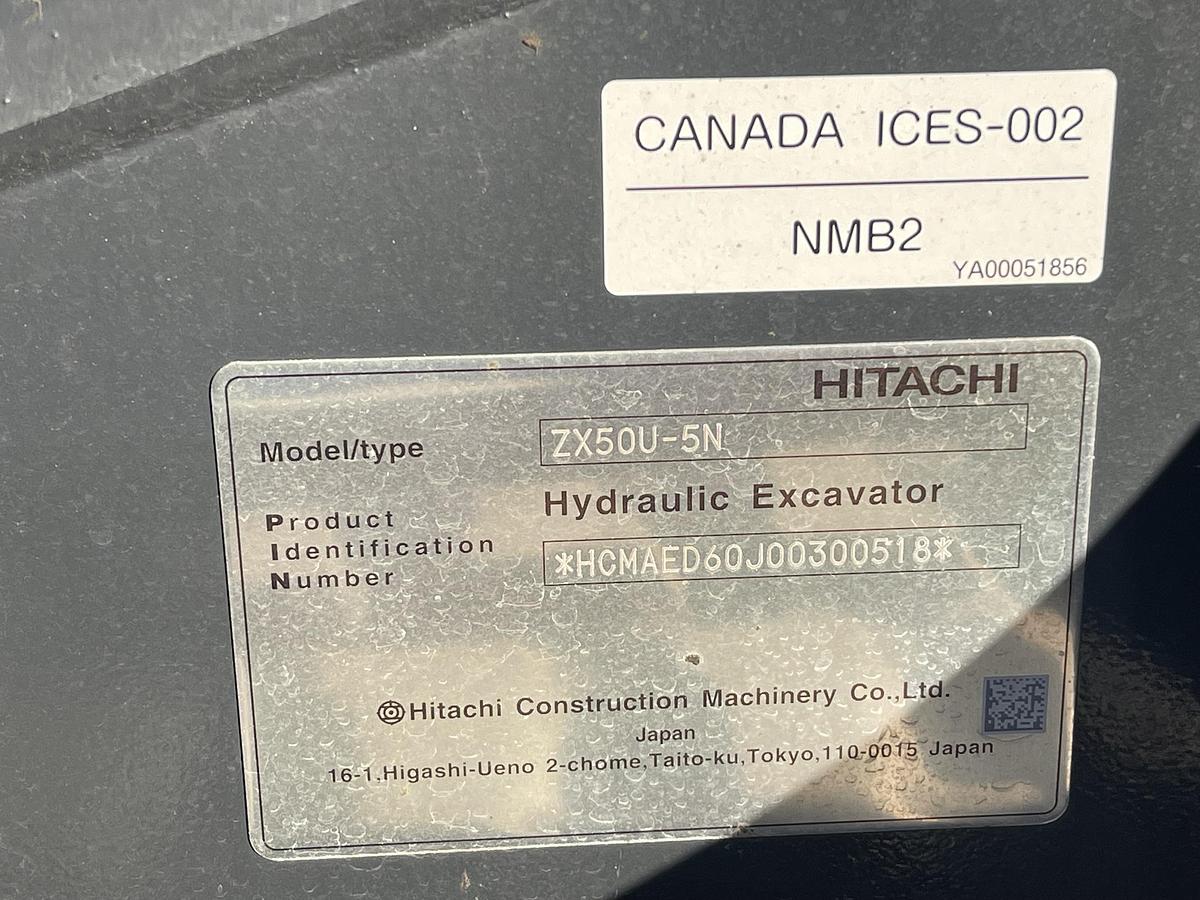 CANADA ICES-002
NMB2
YA00051856
HITACHI
Model/type ZX50U-5N
Hydraulic Excavator
Product
Identification
Number
*HCMAED60J00300518*
Hitachi Construction Machinery Co.,Ltd.
Japan
16-1,Higashi-Ueno 2-chome,Taito-ku,Tokyo,110-0015 Japan